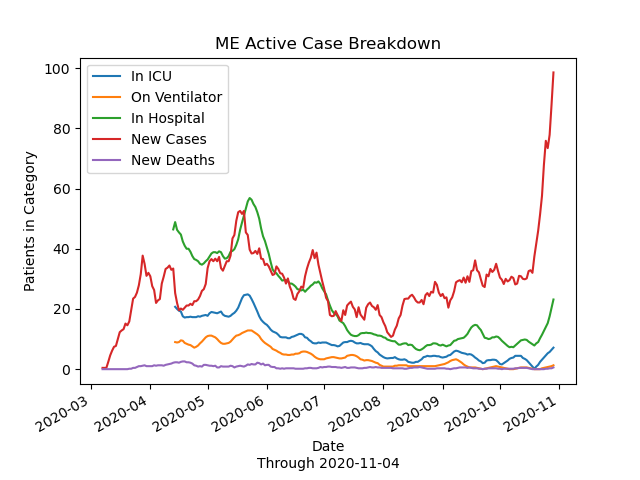 ME Active Case Breakdown
In ICU
On Ventilator
In Hospital
New Cases
New Deaths
Patients in Category
100
80
60
40
20
0
2020-03
2020-04
2020-05
2020-06
2020-07
2020-08
2020-09
2020-10
2020-11
Date
Through 2020-11-04